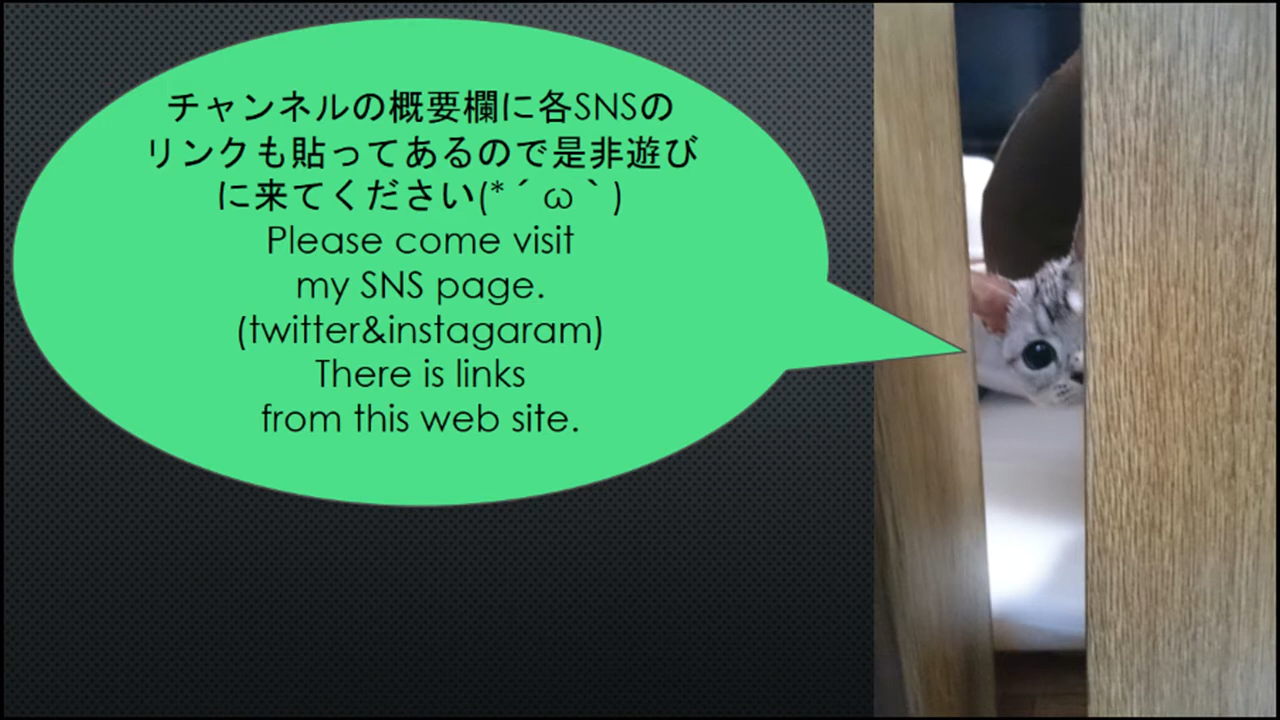 チャンネルの概要欄に各SNSの
リンクも貼ってあるので是非遊び
に来てください(*´ω｀)
Please come visit
my SNS page.
(twitter&instagaram)
There is links
from this web site.